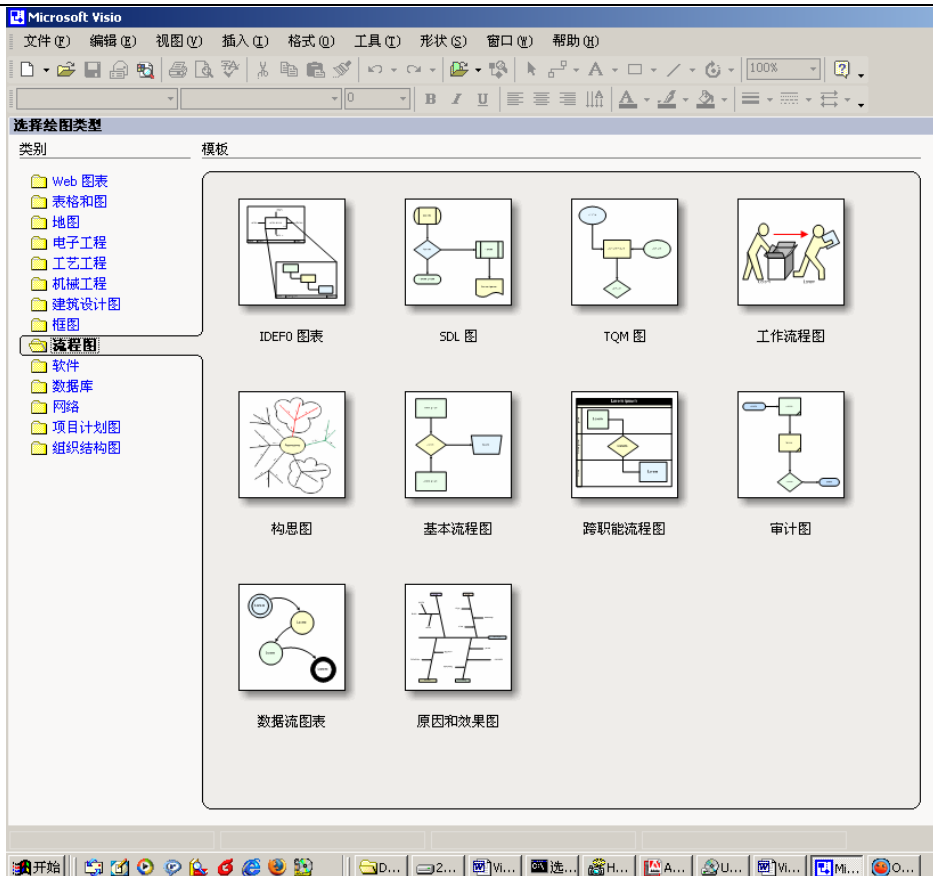 Microsoft Visio
文件(F) 编辑(E) 视图(V) 插入(I) 格式(O) 工具(T) 形状(S) 窗口(W) 帮助(H)
100%
0 B I U
选择绘图类型
类别 模板
Web 图表
表格和图
地图
电子工程
工艺工程
机械工程
建筑设计图
框图
流程图
软件
数据库
网络
项目计划图
组织结构图
IDEF0 图表 SDL 图 TQM 图 工作流程图
构思图 基本流程图 跨职能流程图 审计图
数据流图表 原因和效果图
开始 D... 2... Vi... 选... H... A... U... Vi... Mi... O...